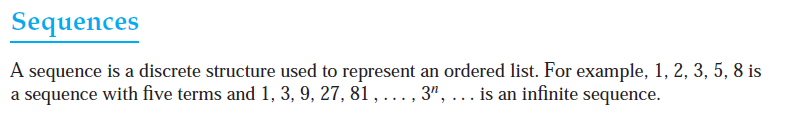 Sequences
A sequence is a discrete structure used to represent an ordered list. For example, 1, 2, 3, 5, 8 is
a sequence with five terms and 1, 3, 9, 27, 81 , . . . , 3ⁿ, . . . is an infinite sequence.